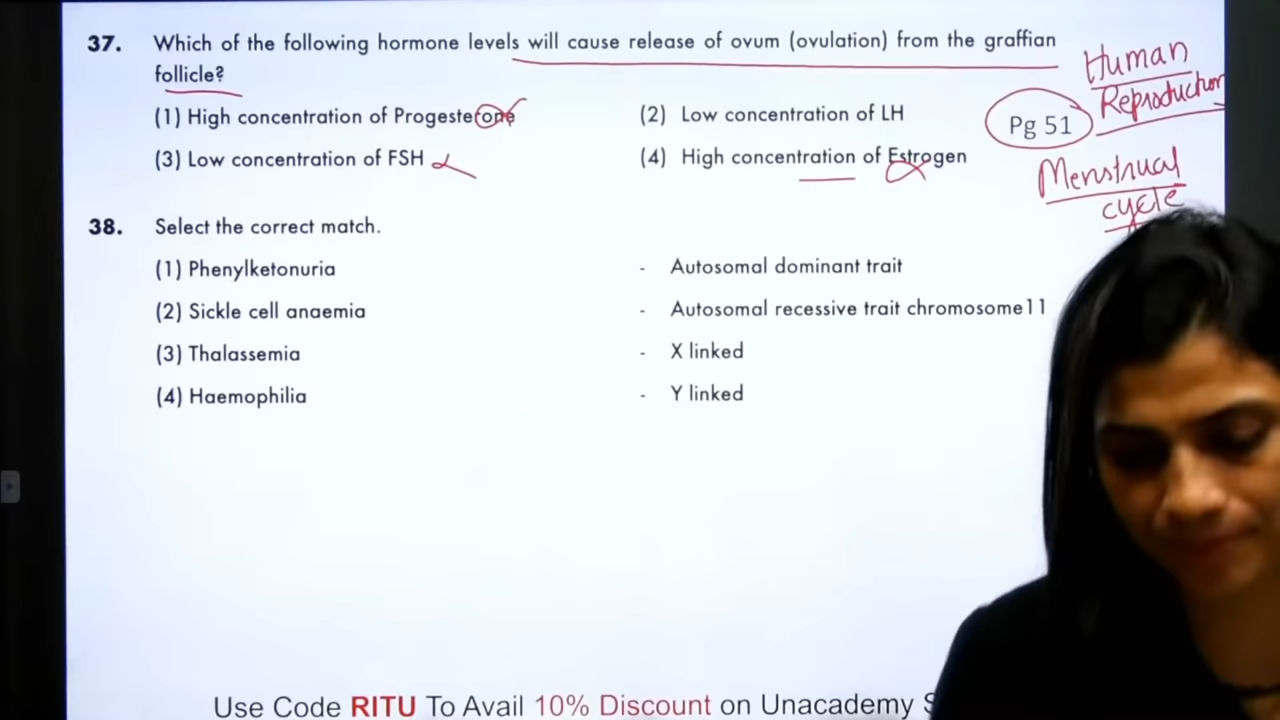 37. Which of the following hormone levels will cause release of ovum (ovulation) from the graffian
follicle?
(1) High concentration of Progesterone (2) Low concentration of LH
(3) Low concentration of FSH (4) High concentration of Estrogen
Human
Reproduction
Pg 51
Menstrual
cycle
38. Select the correct match.
(1) Phenylketonuria - Autosomal dominant trait
(2) Sickle cell anaemia - Autosomal recessive trait chromosome11
(3) Thalassemia - X linked
(4) Haemophilia - Y linked
Use Code RITU To Avail 10% Discount on Unacademy S